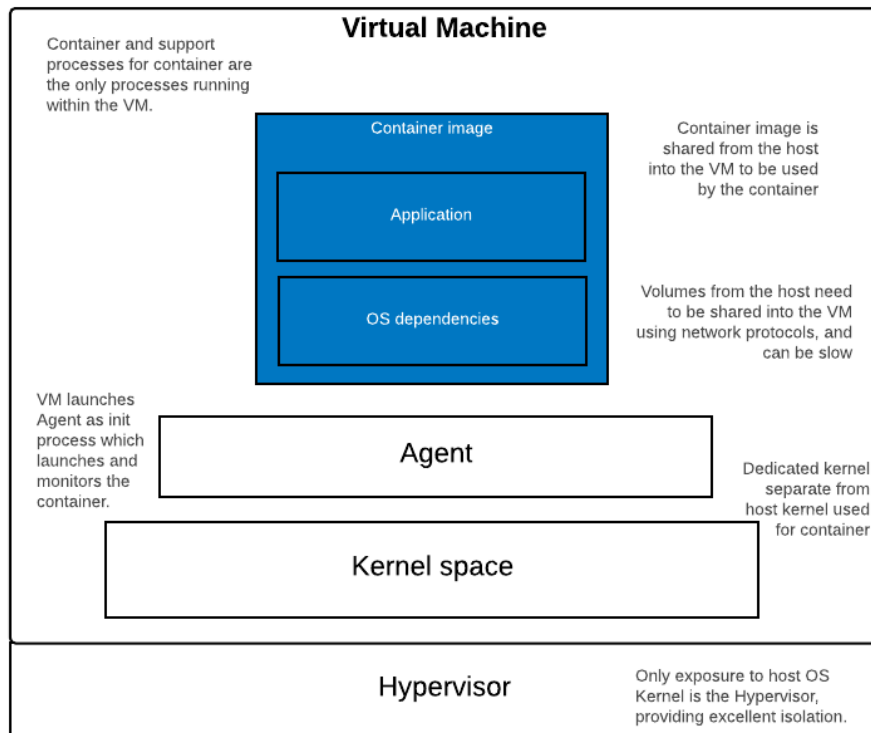 Virtual Machine
Container and support
processes for container are
the only processes running
within the VM.
Container image
Container image is
shared from the host
into the VM to be used
by the container
Application
Volumes from the host need
to be shared into the VM
using network protocols, and
can be slow
OS dependencies
VM launches
Agent as init
process which
launches and
monitors the
container.
Agent
Dedicated kernel
separate from
host kernel used
for container
Kernel space
Hypervisor
Only exposure to host OS
Kernel is the Hypervisor,
providing excellent isolation.